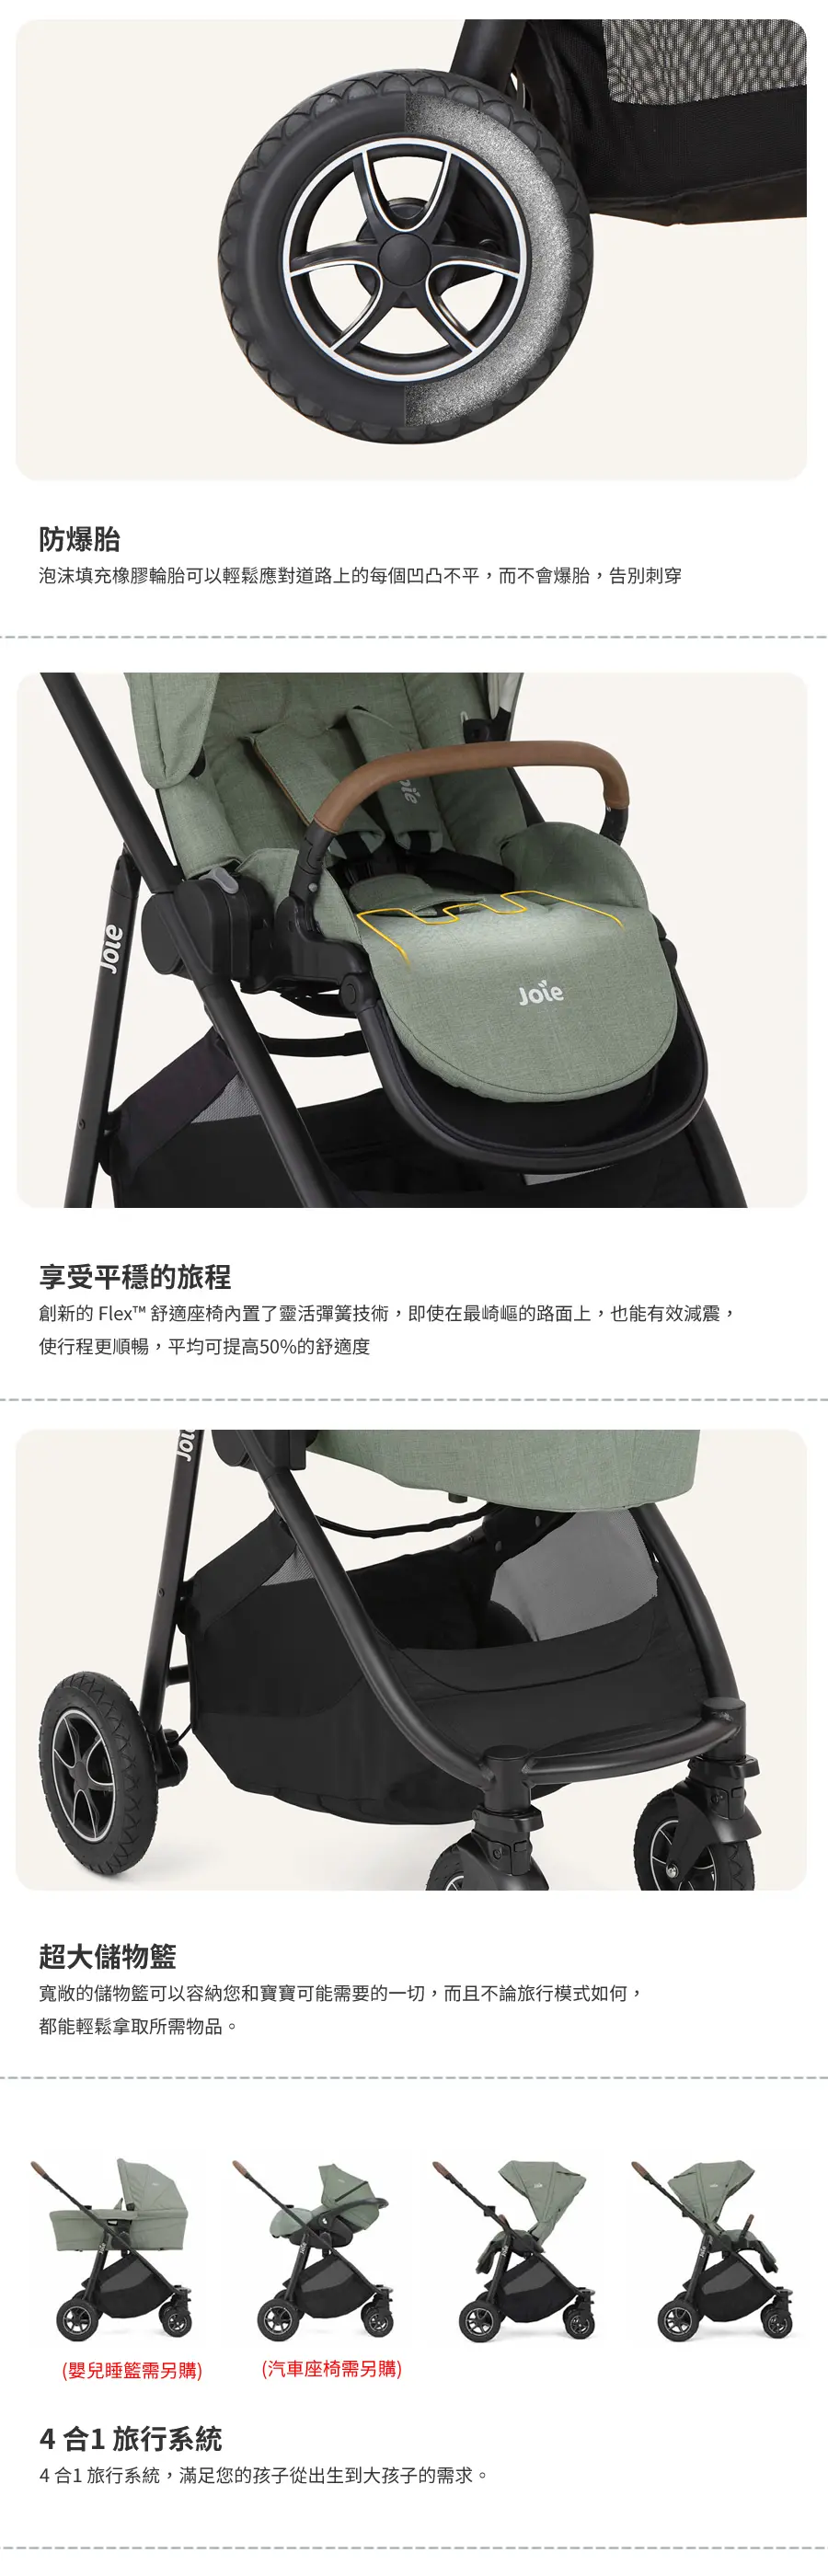 防爆胎
泡沫填充橡膠輪胎可以輕鬆應對道路上的每個凹凸不平，而不會爆胎，告別刺穿
Joie
Joie
享受平穩的旅程
創新的 Flex™ 舒適座椅內置了靈活彈簧技術，即使在最崎嶇的路面上，也能有效減震，
使行程更順暢，平均可提高50%的舒適度
超大儲物籃
寬敞的儲物籃可以容納您和寶寶可能需要的一切，而且不論旅行模式如何，
都能輕鬆拿取所需物品。
(嬰兒睡籃需另購)
(汽車座椅需另購)
4 合1 旅行系統
4 合1 旅行系統，滿足您的孩子從出生到大孩子的需求。